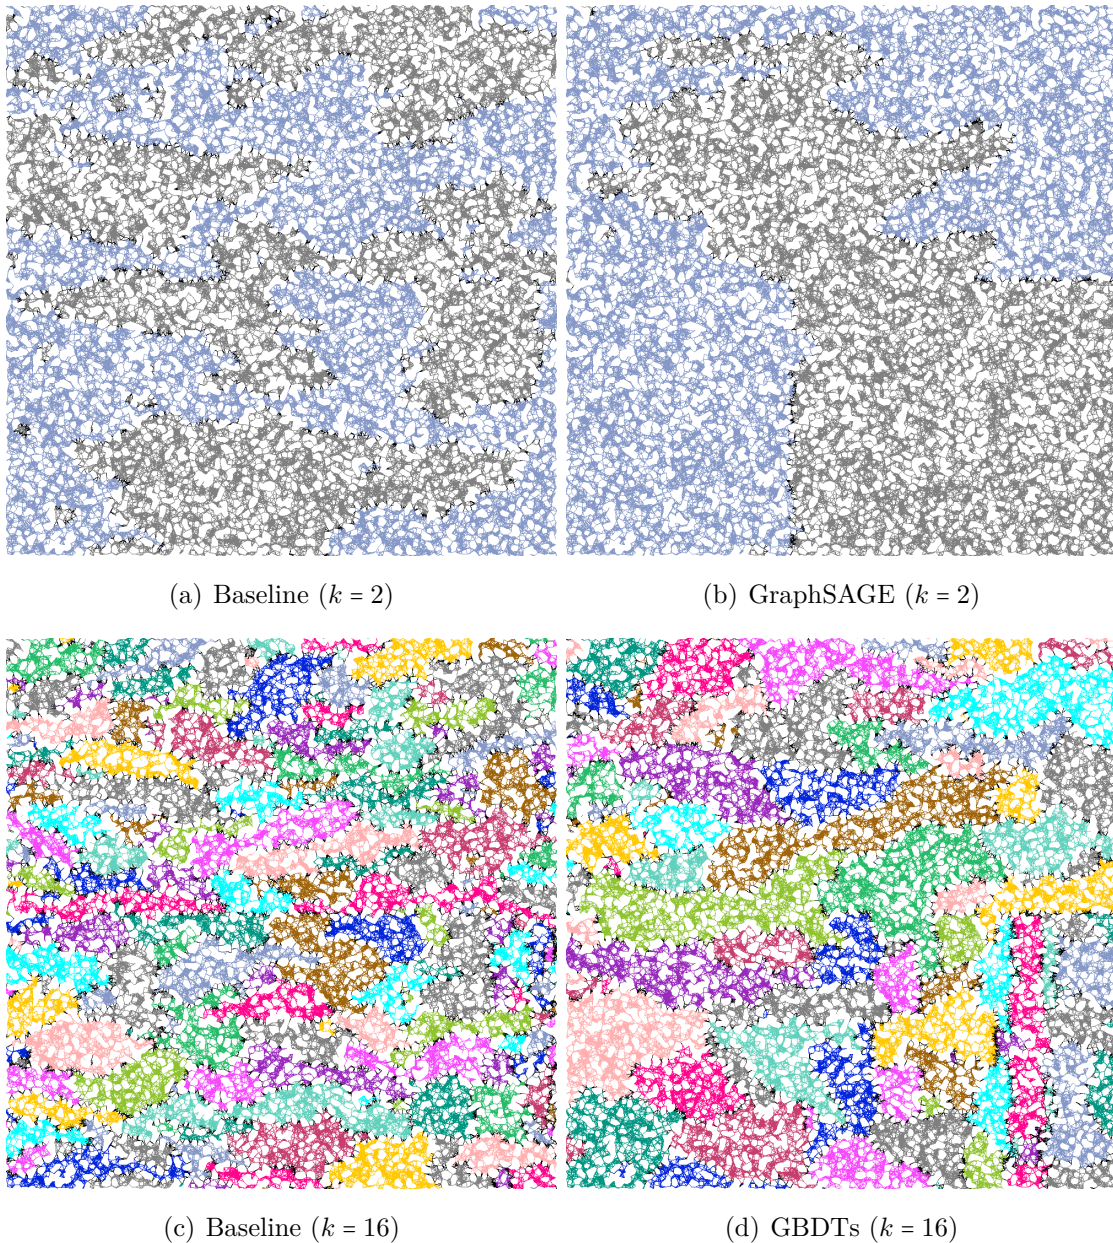 (a) Baseline (k = 2)
(b) GraphSAGE (k = 2)
(c) Baseline (k = 16)
(d) GBDTs (k = 16)